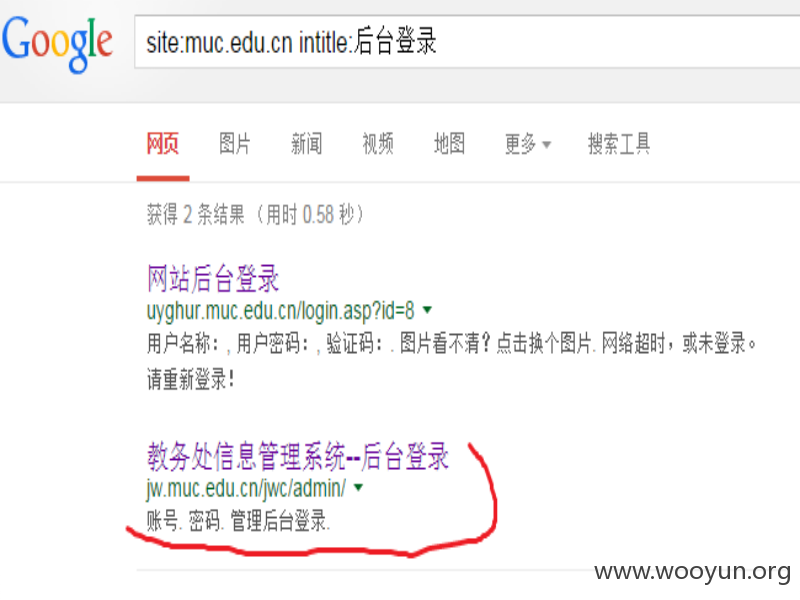 Google
site:muc.edu.cn intitle:后台登录
网页 图片 新闻 视频 地图 更多 搜索工具
获得 2 条结果 （用时 0.58 秒）
网站后台登录
uyghur.muc.edu.cn/login.asp?id=8
用户名称：, 用户密码：, 验证码：. 图片看不清？点击换个图片. 网络超时，或未登录。
请重新登录！
教务处信息管理系统--后台登录
jw.muc.edu.cn/jwc/admin/
账号. 密码. 管理后台登录.
www.wooyun.org